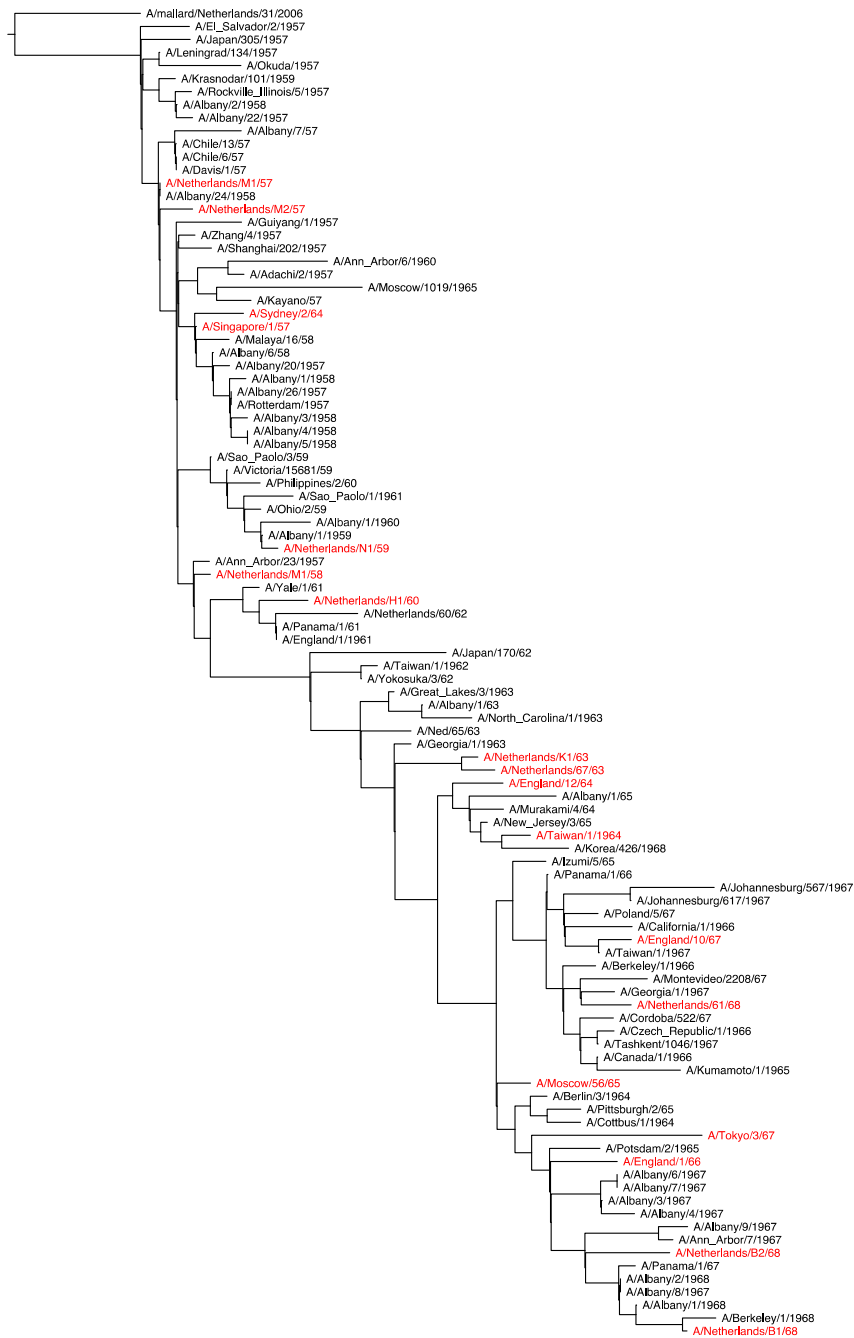 A/mallard/Netherlands/31/2006
A/El_Salvador/2/1957
A/Japan/305/1957
A/Leningrad/134/1957
A/Okuda/1957
A/Krasnodar/101/1959
A/Rockville_Illinois/5/1957
A/Albany/2/1958
A/Albany/22/1957
A/Albany/7/57
A/Chile/13/57
A/Chile/6/57
A/Davis/1/57
A/Netherlands/M1/57
A/Albany/24/1958
A/Netherlands/M2/57
A/Guiyang/1/1957
A/Zhang/4/1957
A/Shanghai/202/1957
A/Ann_Arbor/6/1960
A/Adachi/2/1957
A/Moscow/1019/1965
A/Kayano/57
A/Sydney/2/64
A/Singapore/1/57
A/Malaya/16/58
A/Albany/6/58
A/Albany/20/1957
A/Albany/1/1958
A/Albany/26/1957
A/Rotterdam/1957
A/Albany/3/1958
A/Albany/4/1958
A/Albany/5/1958
A/Sao_Paolo/3/59
A/Victoria/15681/59
A/Philippines/2/60
A/Sao_Paolo/1/1961
A/Ohio/2/59
A/Albany/1/1960
A/Albany/1/1959
A/Netherlands/N1/59
A/Ann_Arbor/23/1957
A/Netherlands/M1/58
A/Yale/1/61
A/Netherlands/H1/60
A/Netherlands/60/62
A/Panama/1/61
A/England/1/1961
A/Japan/170/62
A/Taiwan/1/1962
A/Yokosuka/3/62
A/Great_Lakes/3/1963
A/Albany/1/63
A/North_Carolina/1/1963
A/Ned/65/63
A/Georgia/1/1963
A/Netherlands/K1/63
A/Netherlands/67/63
A/England/12/64
A/Albany/1/65
A/Murakami/4/64
A/New_Jersey/3/65
A/Taiwan/1/1964
A/Korea/426/1968
A/Izumi/5/65
A/Panama/1/66
A/Johannesburg/567/1967
A/Johannesburg/617/1967
A/Poland/5/67
A/California/1/1966
A/England/10/67
A/Taiwan/1/1967
A/Berkeley/1/1966
A/Montevideo/2208/67
A/Georgia/1/1967
A/Netherlands/61/68
A/Cordoba/522/67
A/Czech_Republic/1/1966
A/Tashkent/1046/1967
A/Canada/1/1966
A/Kumamoto/1/1965
A/Moscow/56/65
A/Berlin/3/1964
A/Pittsburgh/2/65
A/Cottbus/1/1964
A/Tokyo/3/67
A/Potsdam/2/1965
A/England/1/66
A/Albany/6/1967
A/Albany/7/1967
A/Albany/3/1967
A/Albany/4/1967
A/Albany/9/1967
A/Ann_Arbor/7/1967
A/Netherlands/B2/68
A/Panama/1/67
A/Albany/2/1968
A/Albany/8/1967
A/Albany/1/1968
A/Berkeley/1/1968
A/Netherlands/B1/68